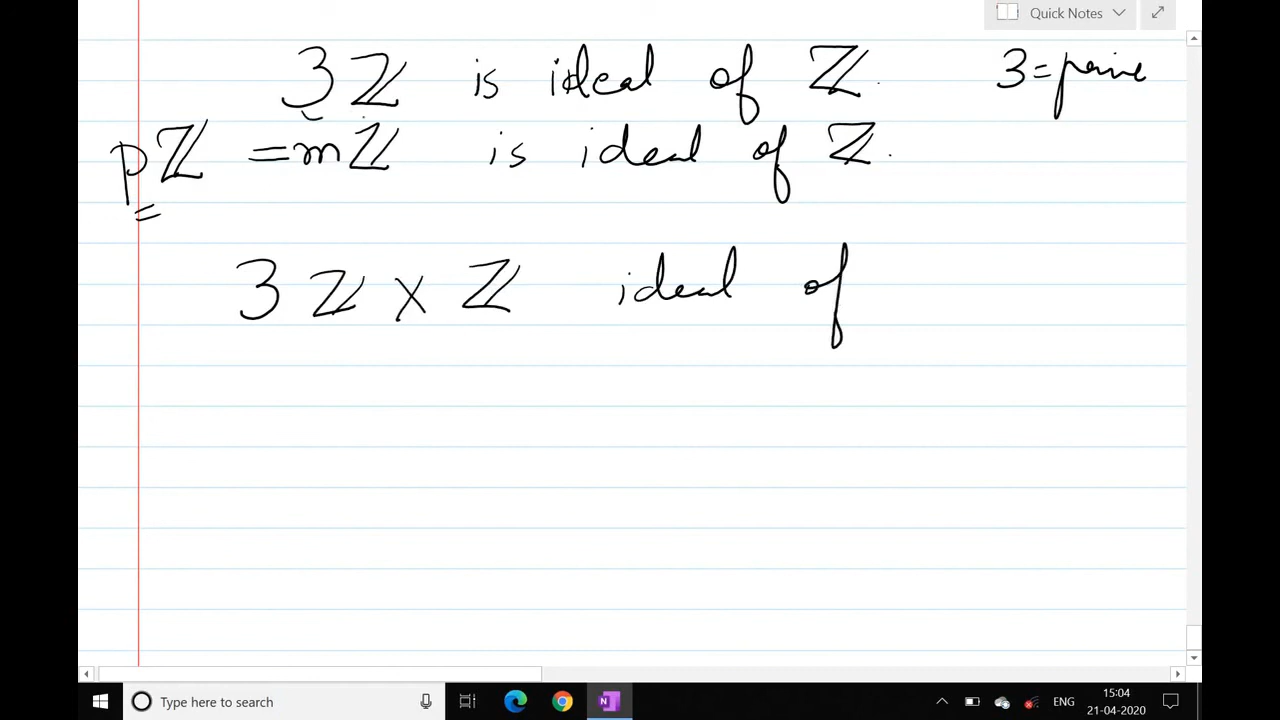 Quick Notes
3ℤ is ideal of ℤ. 3 = prime
pℤ = mℤ is ideal of ℤ.
3ℤ × ℤ ideal of
Type here to search
ENG
15:04
21-04-2020